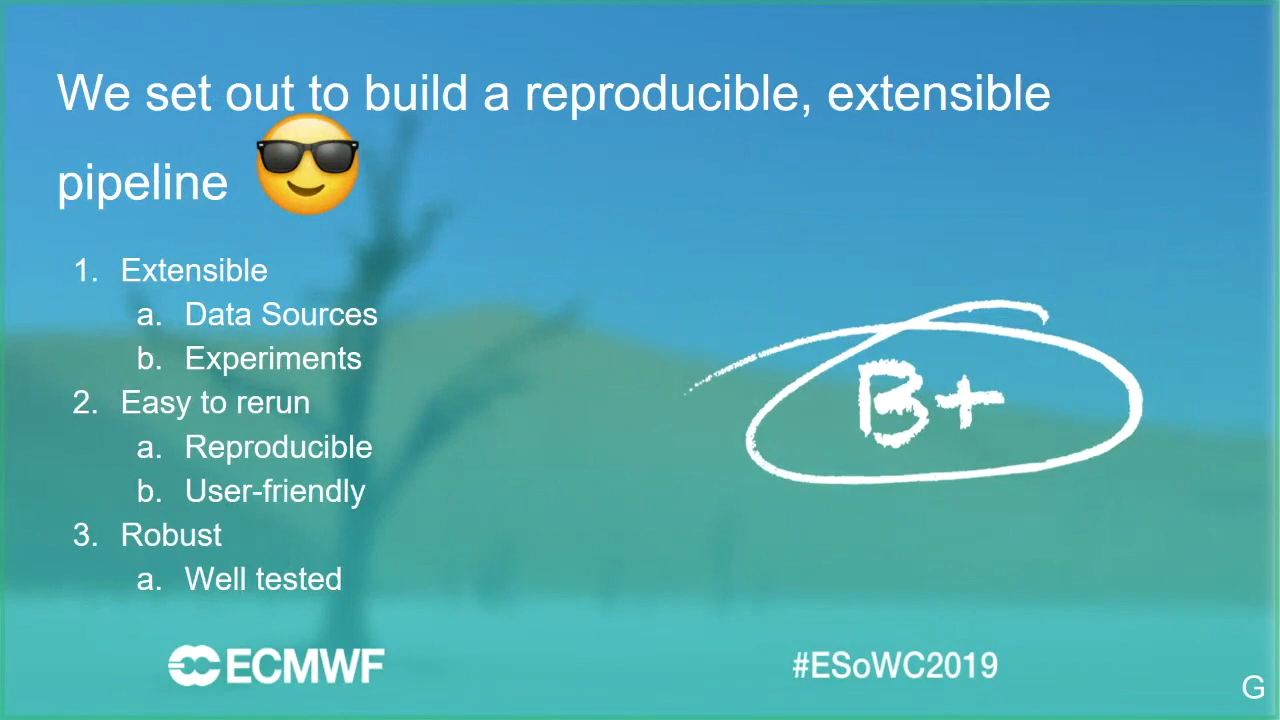 We set out to build a reproducible, extensible
pipeline
1. Extensible
a. Data Sources
b. Experiments
2. Easy to rerun
a. Reproducible
b. User-friendly
3. Robust
a. Well tested
B+
ECMWF
#ESoWC2019
G